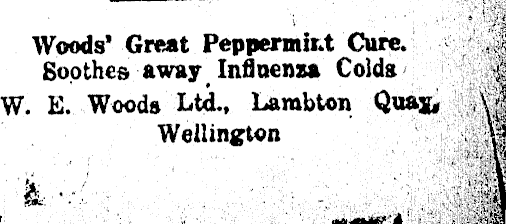 Woods' Great Peppermint Cure.
Soothes away Influenza Colds
W. E. Woods Ltd., Lambton Quay,
Wellington